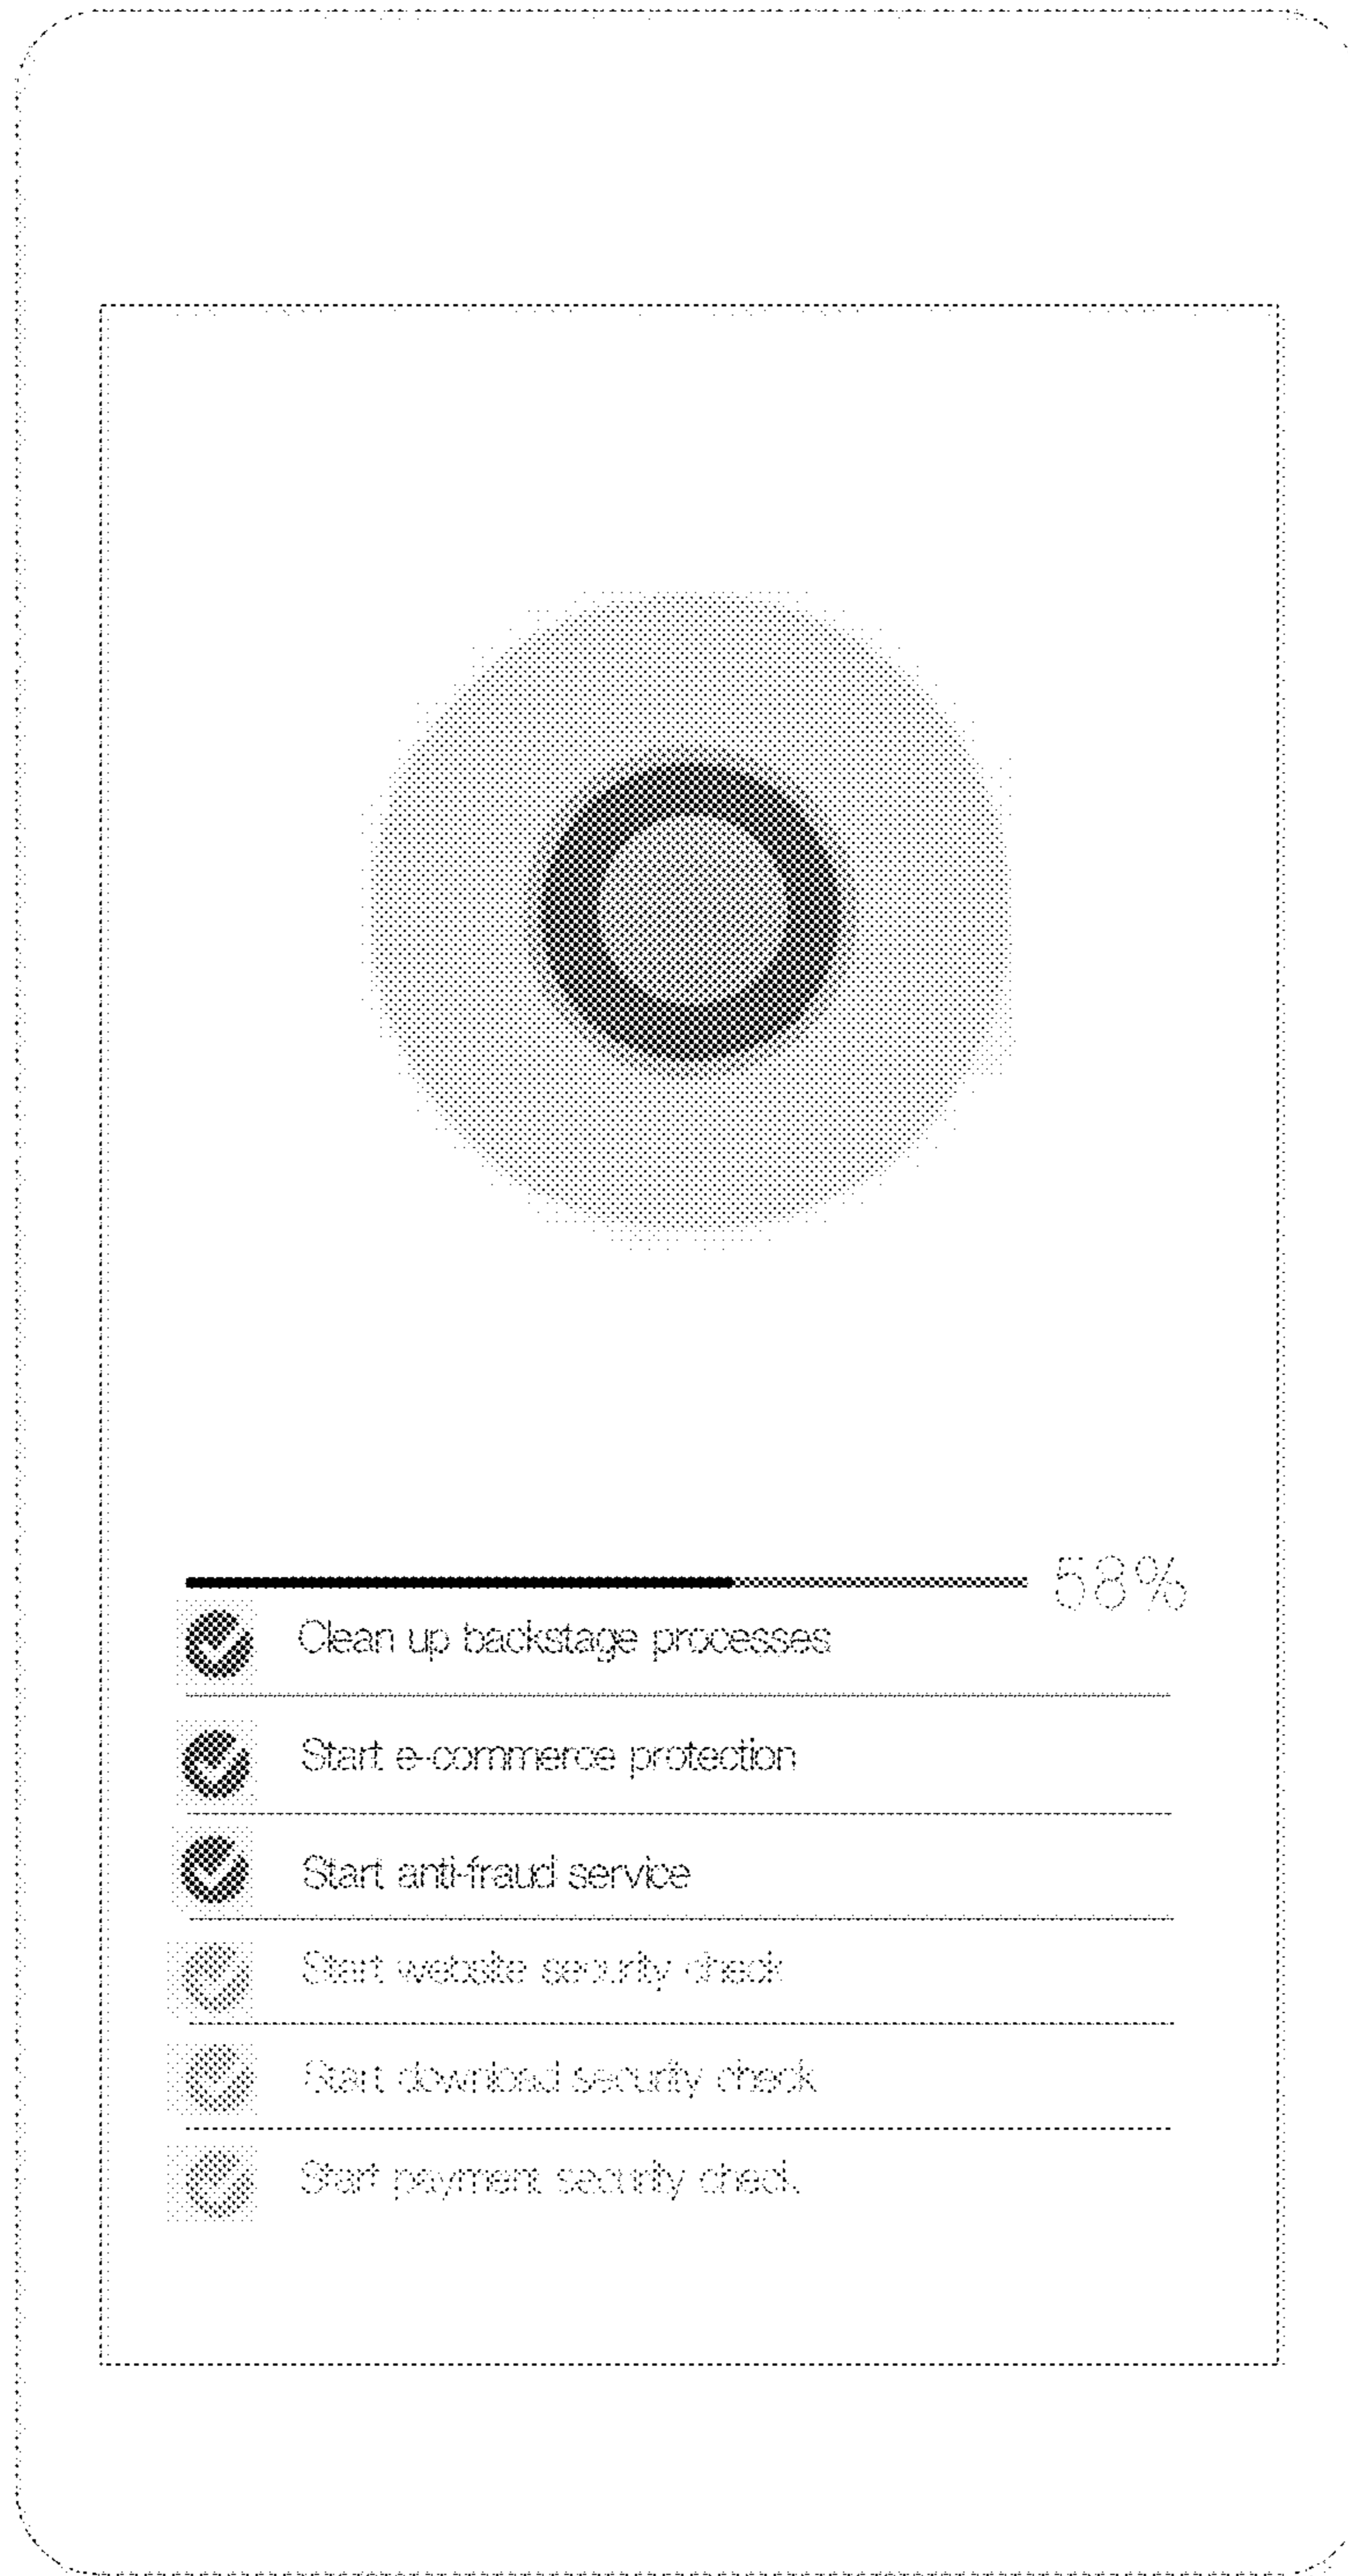 58%
Clean up backstage processes
Start e-commerce protection
Start anti-fraud service
Start website security check
Start download security check
Start payment security check